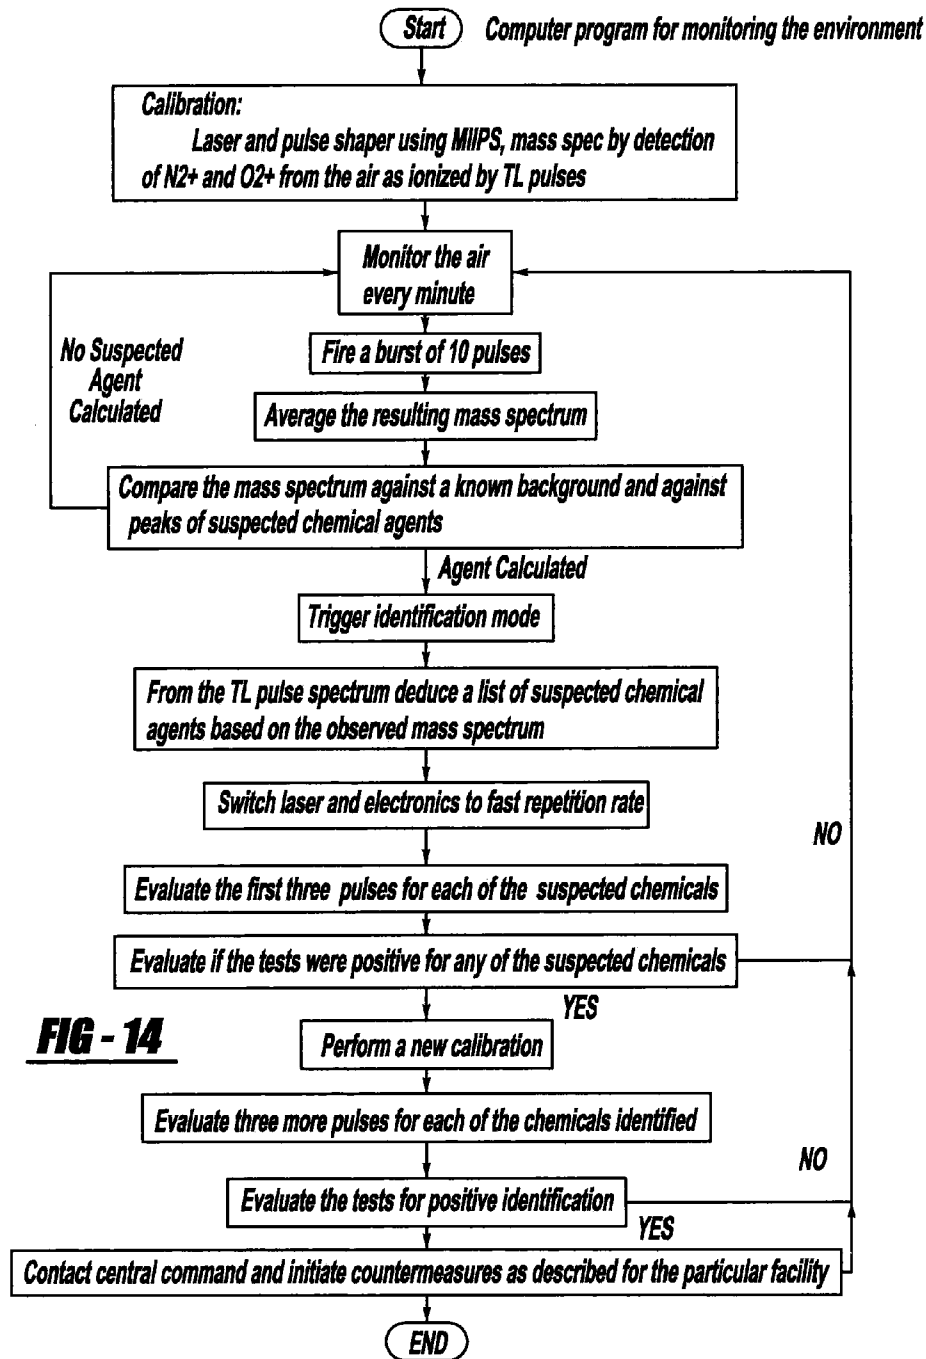 Start
Computer program for monitoring the environment
Calibration:
Laser and pulse shaper using MIIPS, mass spec by detection
of N2+ and O2+ from the air as ionized by TL pulses
Monitor the air
every minute
No Suspected
Agent
Calculated
Fire a burst of 10 pulses
Average the resulting mass spectrum
Compare the mass spectrum against a known background and against
peaks of suspected chemical agents
Agent Calculated
Trigger identification mode
From the TL pulse spectrum deduce a list of suspected chemical
agents based on the observed mass spectrum
Switch laser and electronics to fast repetition rate
NO
Evaluate the first three pulses for each of the suspected chemicals
Evaluate if the tests were positive for any of the suspected chemicals
YES
FIG - 14
Perform a new calibration
Evaluate three more pulses for each of the chemicals identified
NO
Evaluate the tests for positive identification
YES
Contact central command and initiate countermeasures as described for the particular facility
END